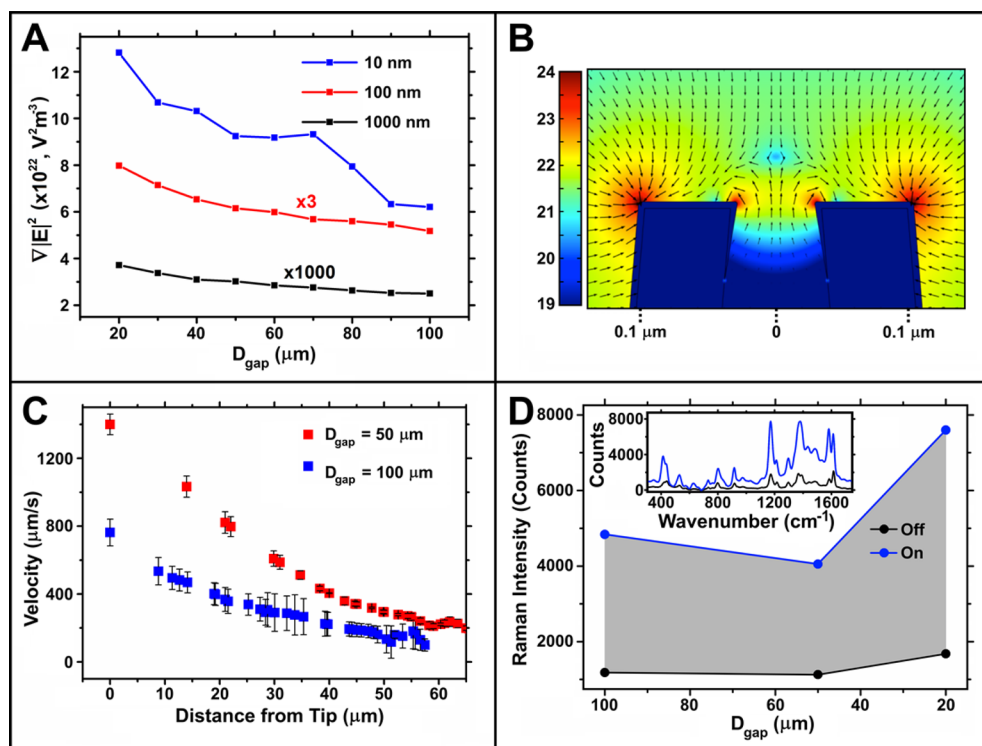 A
∇|E|² (x10²², V²m⁻³)
13
12
10
8
6
4
2
10 nm
100 nm
1000 nm
x3
x1000
20
40
60
80
100
D_gap (μm)
B
24
23
22
21
20
19
0.1 μm
0
0.1 μm
C
Velocity (μm/s)
1200
800
400
0
D_gap = 50 μm
D_gap = 100 μm
0
10
20
30
40
50
60
Distance from Tip (μm)
D
Raman Intensity (Counts)
8000
6000
4000
2000
Counts
8000
4000
0
400
800
1200
1600
Wavenumber (cm⁻¹)
Off
On
100
80
60
40
20
D_gap (μm)